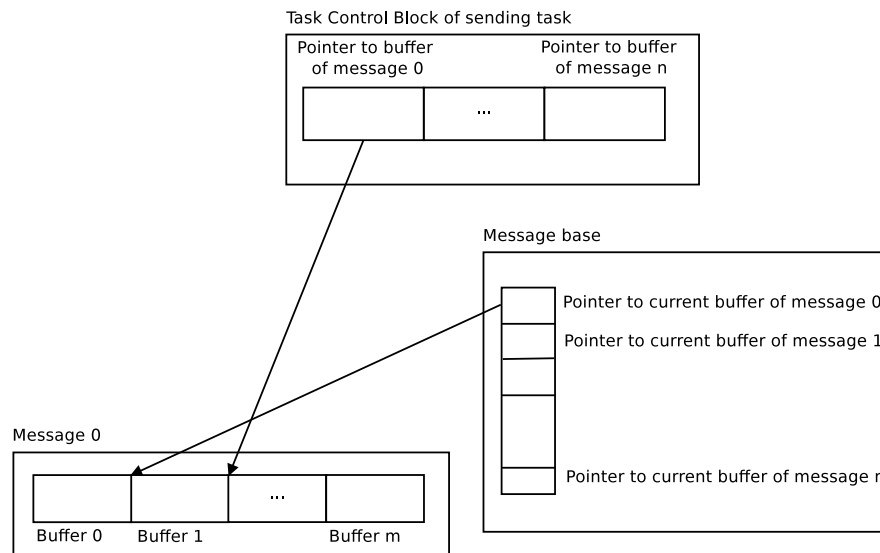 Task Control Block of sending task
Pointer to buffer
of message 0
Pointer to buffer
of message n
...
Message base
Pointer to current buffer of message 0
Pointer to current buffer of message 1
Pointer to current buffer of message n
Message 0
...
Buffer 0
Buffer 1
Buffer m